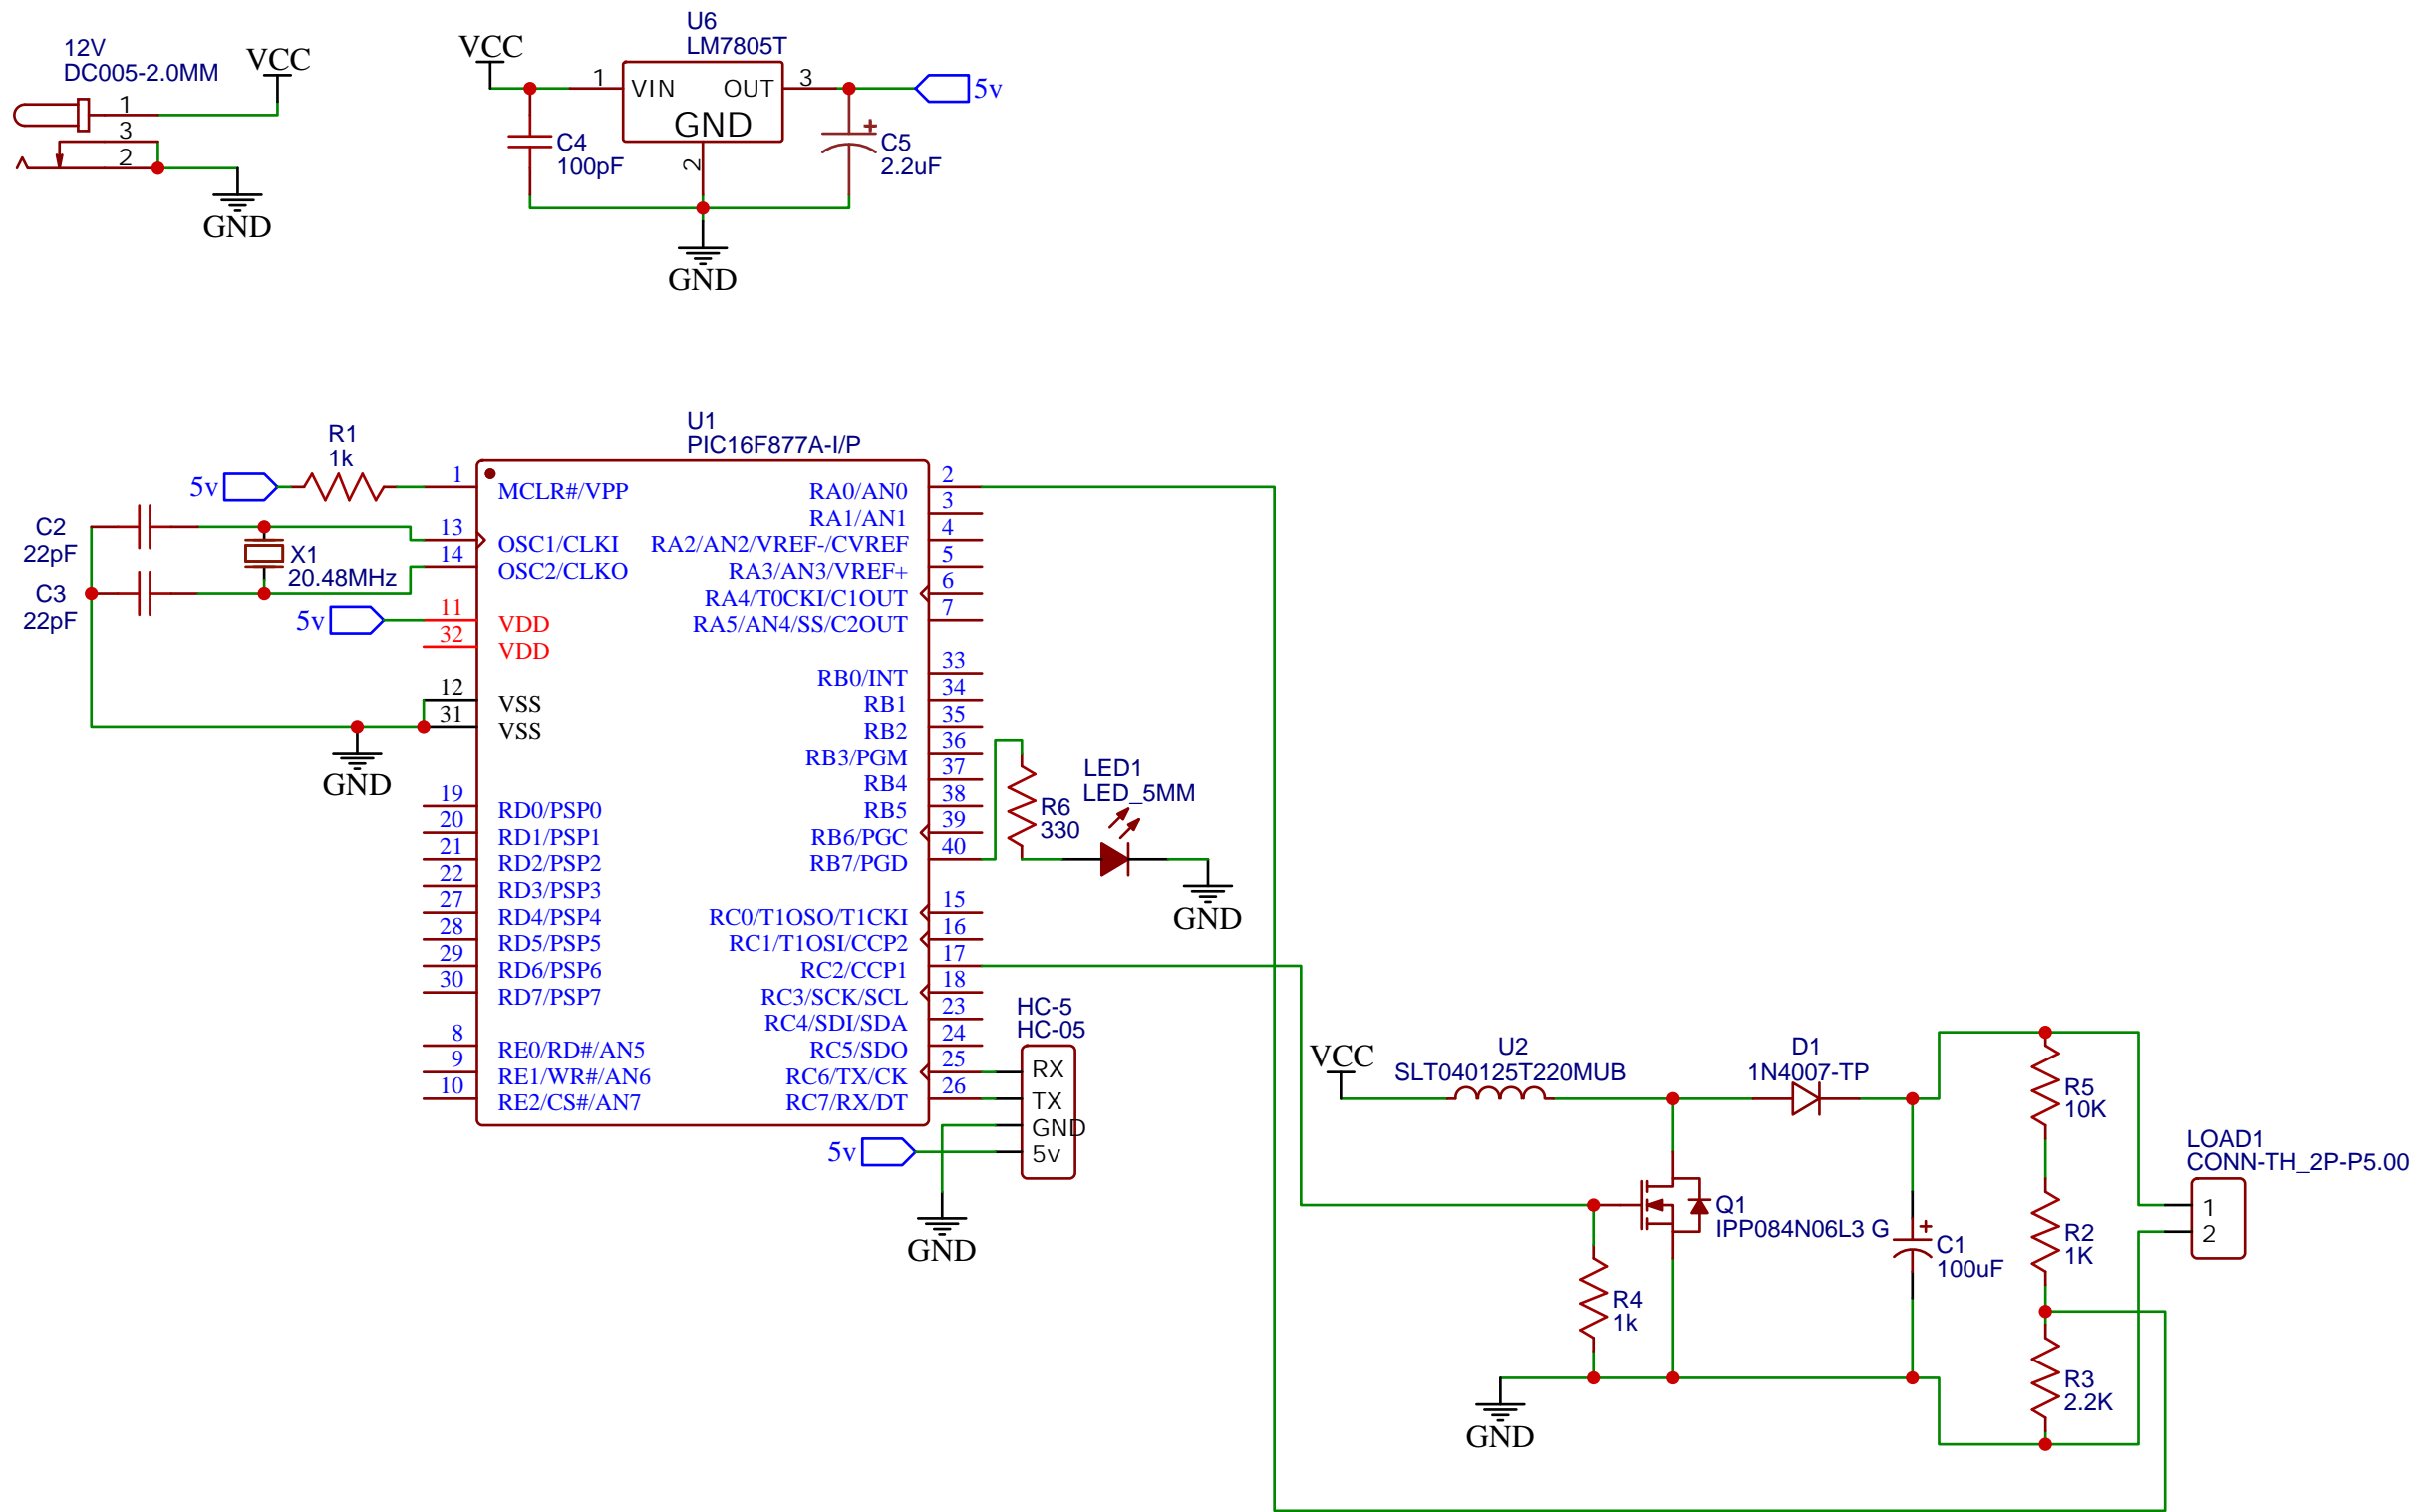 12V
DC005-2.0MM
VCC
1
3
2
GND
VCC
U6
LM7805T
1
VIN
OUT
3
GND
2
5v
C4
100pF
C5
2.2uF
GND
U1
PIC16F877A-I/P
R1
1k
5v
C2
22pF
C3
22pF
X1
20.48MHz
5v
GND
1
MCLR#/VPP
13
OSC1/CLKI
14
OSC2/CLKO
11
VDD
32
VDD
12
VSS
31
VSS
19
RD0/PSP0
20
RD1/PSP1
21
RD2/PSP2
22
RD3/PSP3
27
RD4/PSP4
28
RD5/PSP5
29
RD6/PSP6
30
RD7/PSP7
8
RE0/RD#/AN5
9
RE1/WR#/AN6
10
RE2/CS#/AN7
RA0/AN0
2
RA1/AN1
3
RA2/AN2/VREF-/CVREF
4
RA3/AN3/VREF+
5
RA4/T0CKI/C1OUT
6
RA5/AN4/SS/C2OUT
7
RB0/INT
33
RB1
34
RB2
35
RB3/PGM
36
RB4
37
RB5
38
RB6/PGC
39
RB7/PGD
40
RC0/T1OSO/T1CKI
15
RC1/T1OSI/CCP2
16
RC2/CCP1
17
RC3/SCK/SCL
18
RC4/SDI/SDA
23
RC5/SDO
24
RC6/TX/CK
25
RC7/RX/DT
26
R6
330
LED1
LED_5MM
GND
HC-5
HC-05
RX
TX
GND
5v
5v
GND
VCC
U2
SLT040125T220MUB
D1
1N4007-TP
Q1
IPP084N06L3 G
R4
1k
GND
C1
100uF
R5
10K
R2
1K
R3
2.2K
LOAD1
CONN-TH_2P-P5.00
1
2